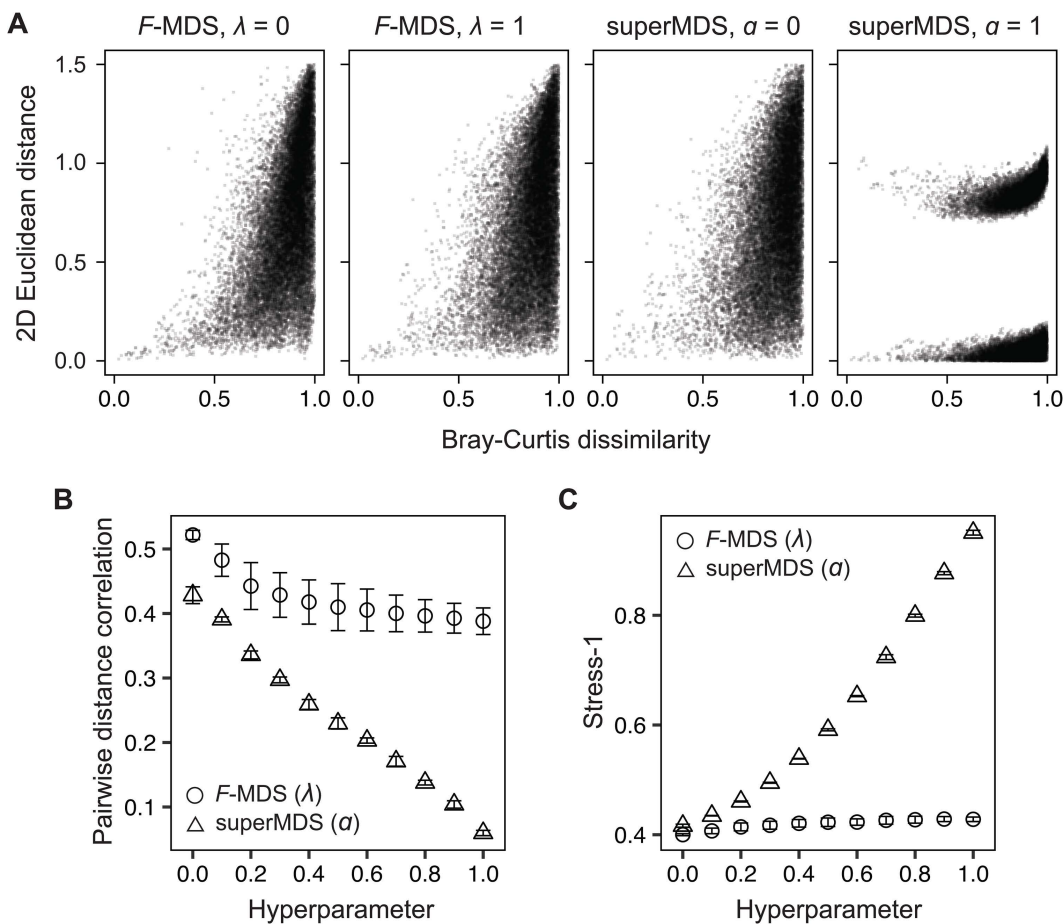 A
F-MDS, λ = 0
F-MDS, λ = 1
superMDS, α = 0
superMDS, α = 1
2D Euclidean distance
1.5
1.0
0.5
0.0
0.0 0.5 1.0
0.0 0.5 1.0
0.0 0.5 1.0
0.0 0.5 1.0
Bray-Curtis dissimilarity
B
Pairwise distance correlation
0.5
0.4
0.3
0.2
0.1
F-MDS (λ)
superMDS (α)
0.0 0.2 0.4 0.6 0.8 1.0
Hyperparameter
C
F-MDS (λ)
superMDS (α)
Stress-1
0.8
0.6
0.4
0.0 0.2 0.4 0.6 0.8 1.0
Hyperparameter